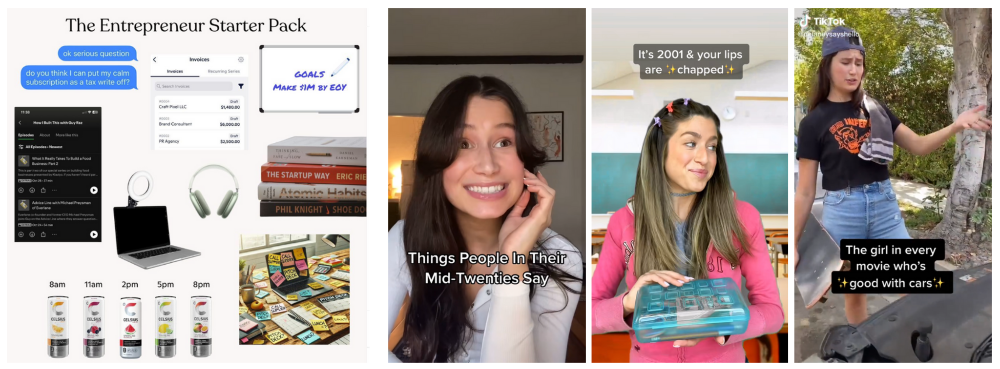 The Entrepreneur Starter Pack
ok serious question
do you think I can put my calm
subscription as a tax write off?
Invoices
Invoices
Recurring Series
Search Invoices
#0004
Draft
Craft Pixel LLC
$1,480.00
#0003
Draft
Brand Consultant
$6,000.00
#0002
Draft
PR Agency
$2,500.00
GOALS
MAKE $1M BY EOY
11:38
How I Built This with Guy Raz
Episodes
About
More like this
All Episodes • Newest
What It Really Takes To Build a Food
Business: Part 2
This is part two of our special series on building food
businesses presented by Klaviyo. If you haven't heard par...
EXTRAS Oct 25 • 37 min
Advice Line with Michael Preysman
of Everlane
Everlane co-founder and former CEO Michael Preysman
joins Guy on the Advice Line where they answer question...
EXTRAS Oct 24 • 54 min
THINKING,
FAST and SLOW
DANIEL
KAHNEMAN
THE STARTUP WAY ERIC RIE
Atomic Habits
PHIL KNIGHT SHOE DO
CALL
CALL
PITCH
DECK
PITCH DECK
PITCH
DECK
CALL
SUPLIER
LUNCH
PITCH
DECK?
LUNCH?
8am
11am
2pm
5pm
8pm
CELSIUS
CELSIUS
CELSIUS
CELSIUS
CELSIUS
Things People In Their
Mid-Twenties Say
It's 2001 & your lips
are ✨chapped✨
TikTok
@delaneysayshello
The girl in every
movie who's
✨good with cars✨